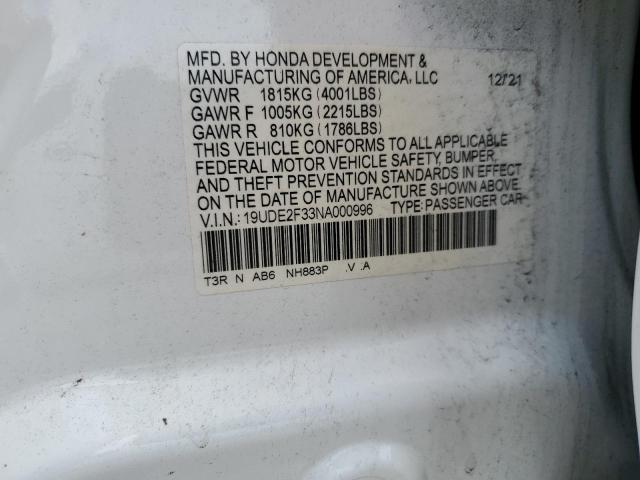 MFD. BY HONDA DEVELOPMENT &
MANUFACTURING OF AMERICA, LLC 12/21
GVWR 1815KG (4001LBS)
GAWR F 1005KG (2215LBS)
GAWR R 810KG (1786LBS)
THIS VEHICLE CONFORMS TO ALL APPLICABLE
FEDERAL MOTOR VEHICLE SAFETY, BUMPER,
AND THEFT PREVENTION STANDARDS IN EFFECT
ON THE DATE OF MANUFACTURE SHOWN ABOVE.
V.I.N.: 19UDE2F33NA000996 TYPE: PASSENGER CAR
T3R N AB6 NH883P .V .A